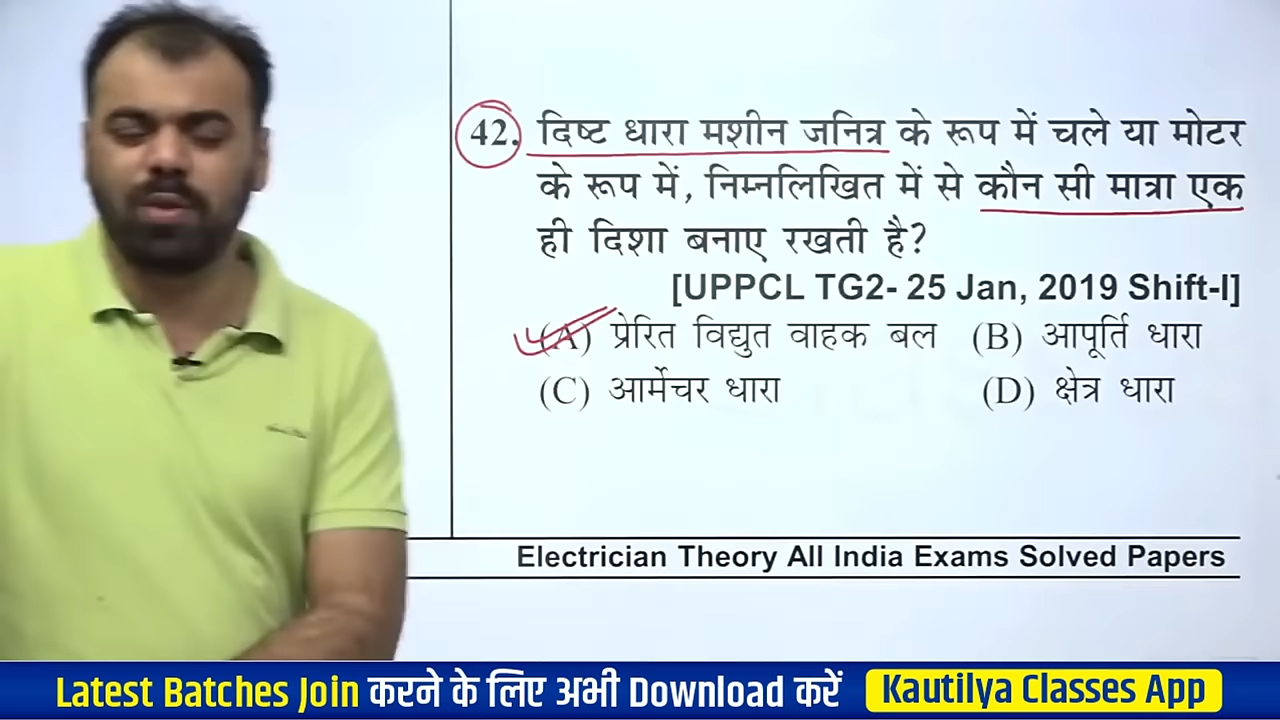 42. दिष्ट धारा मशीन जनित्र के रूप में चले या मोटर
के रूप में, निम्नलिखित में से कौन सी मात्रा एक
ही दिशा बनाए रखती है?
[UPPCL TG2- 25 Jan, 2019 Shift-I]
(A) प्रेरित विद्युत वाहक बल (B) आपूर्ति धारा
(C) आर्मेचर धारा (D) क्षेत्र धारा
Electrician Theory All India Exams Solved Papers
Latest Batches Join करने के लिए अभी Download करें Kautilya Classes App